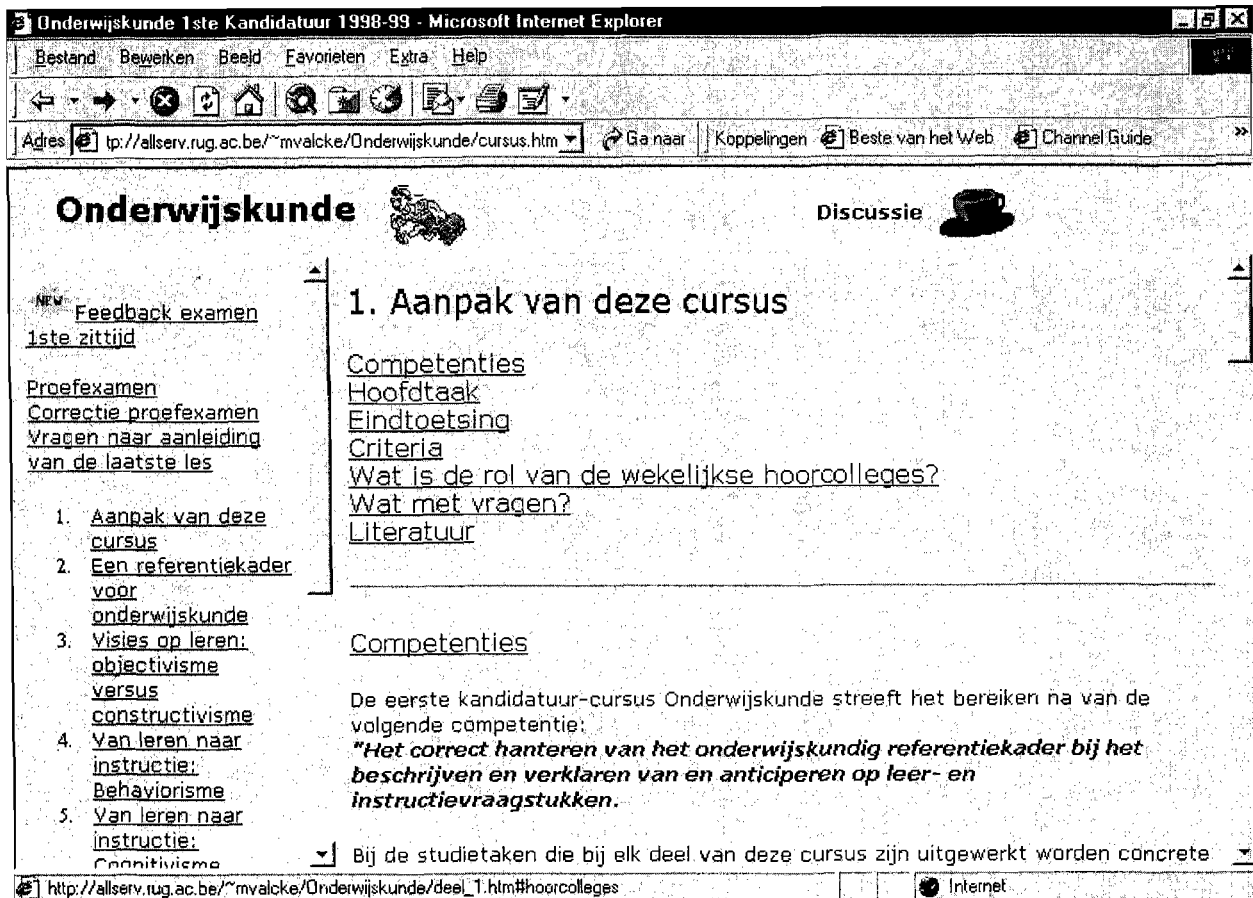 Onderwijskunde 1ste Kandidatuur 1998-99 - Microsoft Internet Explorer
Bestand Bewerken Beeld Favorieten Extra Help
Adres tp://allserv.rug.ac.be/~mvalcke/Onderwijskunde/cursus.htm Ga naar Koppelingen Beste van het Web Channel Guide »
Onderwijskunde
Discussie
NEW Feedback examen
1ste zittijd
Proefexamen
Correctie proefexamen
Vragen naar aanleiding
van de laatste les
1. Aanpak van deze
cursus
2. Een referentiekader
voor
onderwijskunde
3. Visies op leren:
objectivisme
versus
constructivisme
4. Van leren naar
instructie:
Behaviorisme
5. Van leren naar
instructie:
Cognitivisme
1. Aanpak van deze cursus
Competenties
Hoofdtaak
Eindtoetsing
Criteria
Wat is de rol van de wekelijkse hoorcolleges?
Wat met vragen?
Literatuur
Competenties
De eerste kandidatuur-cursus Onderwijskunde streeft het bereiken na van de
volgende competentie:
"Het correct hanteren van het onderwijskundig referentiekader bij het
beschrijven en verklaren van en anticiperen op leer- en
instructievraagstukken.
Bij de studietaken die bij elk deel van deze cursus zijn uitgewerkt worden concrete
http://allserv.rug.ac.be/~mvalcke/Onderwijskunde/deel_1.htm#hoorcolleges
Internet